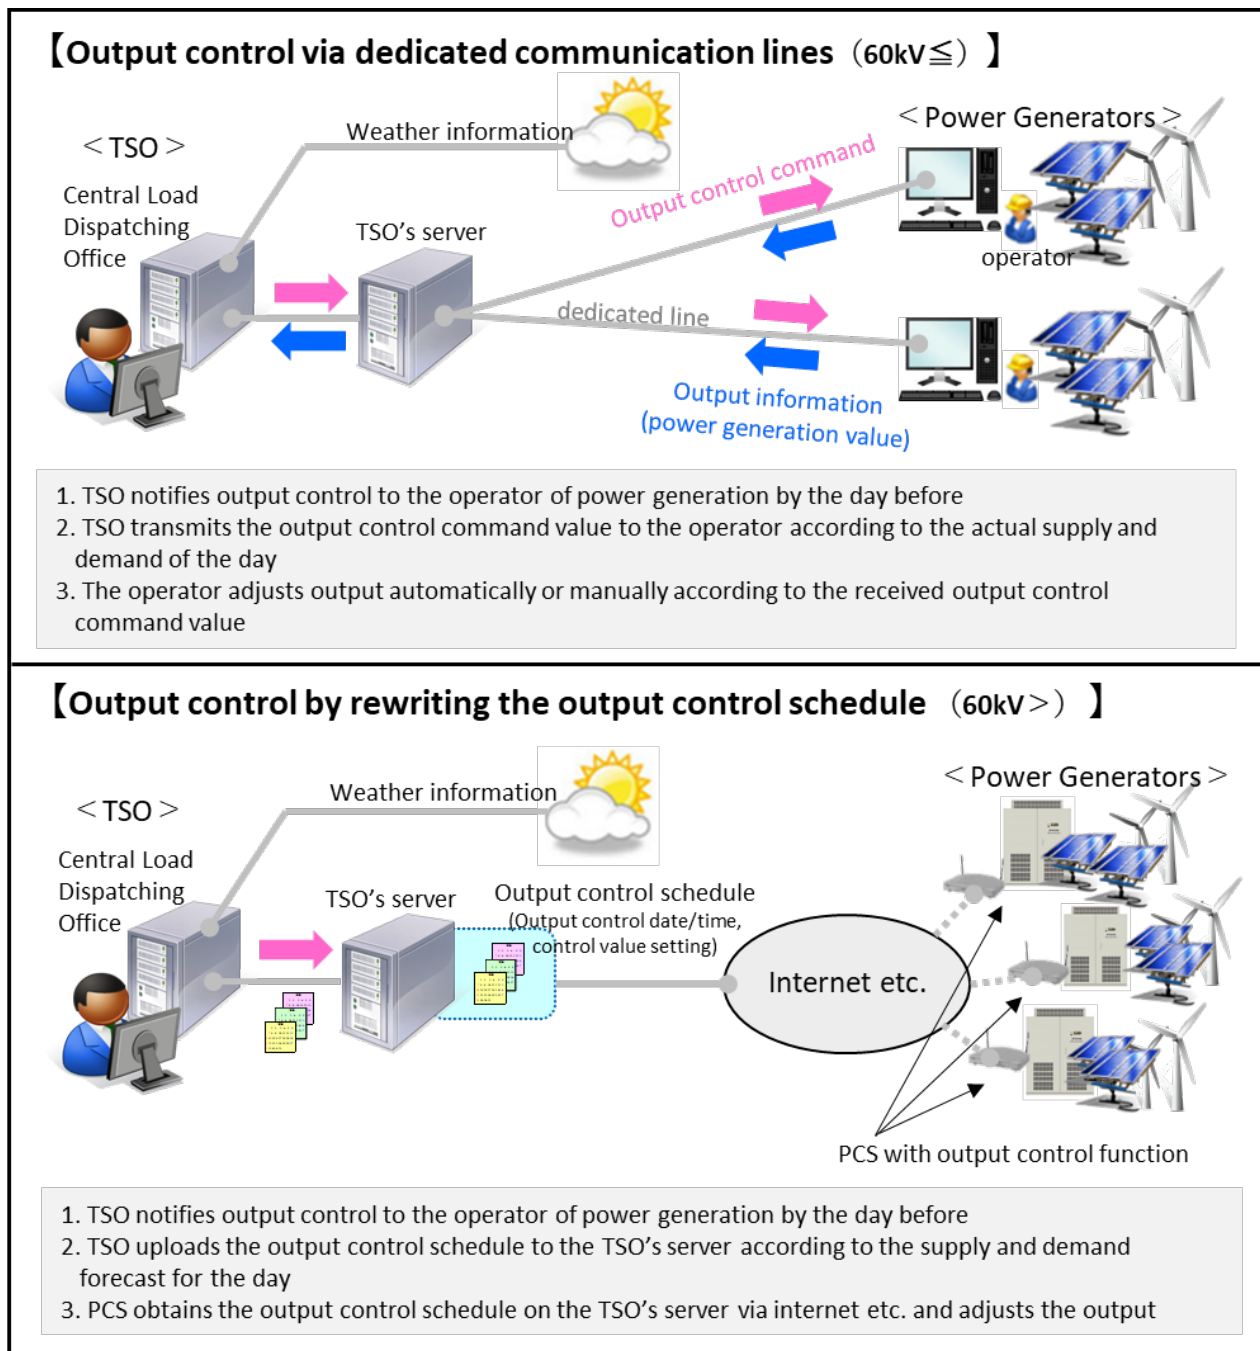 【Output control via dedicated communication lines（60kV≦）】
＜TSO＞
Weather information
＜Power Generators＞
Central Load
Dispatching
Office
TSO's server
Output control command
operator
dedicated line
Output information
(power generation value)
1. TSO notifies output control to the operator of power generation by the day before
2. TSO transmits the output control command value to the operator according to the actual supply and
demand of the day
3. The operator adjusts output automatically or manually according to the received output control
command value
【Output control by rewriting the output control schedule（60kV＞）】
＜TSO＞
Weather information
＜Power Generators＞
Central Load
Dispatching
Office
TSO's server
Output control schedule
(Output control date/time,
control value setting)
Internet etc.
PCS with output control function
1. TSO notifies output control to the operator of power generation by the day before
2. TSO uploads the output control schedule to the TSO's server according to the supply and demand
forecast for the day
3. PCS obtains the output control schedule on the TSO's server via internet etc. and adjusts the output